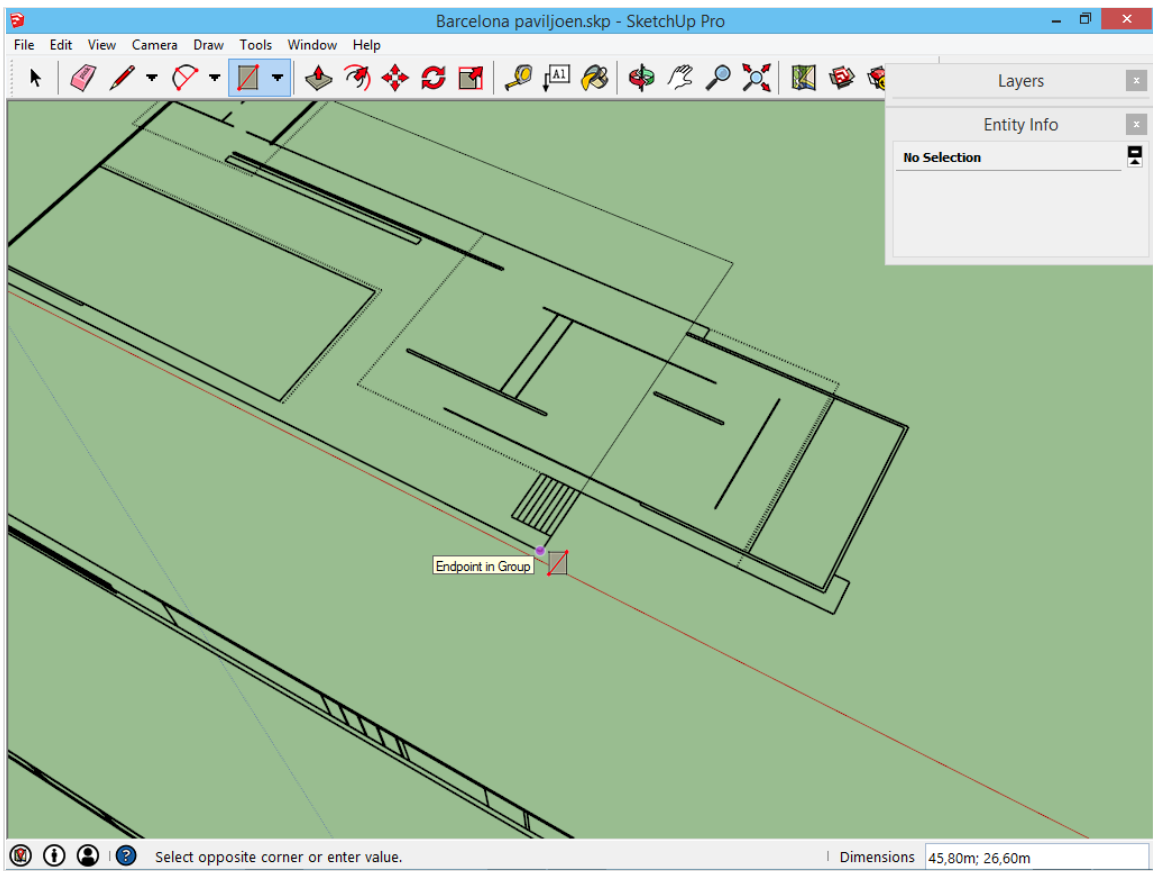 Barcelona paviljoen.skp - SketchUp Pro
File Edit View Camera Draw Tools Window Help
A1
Layers
Entity Info
No Selection
Endpoint in Group
Select opposite corner or enter value.
Dimensions 45,80m; 26,60m